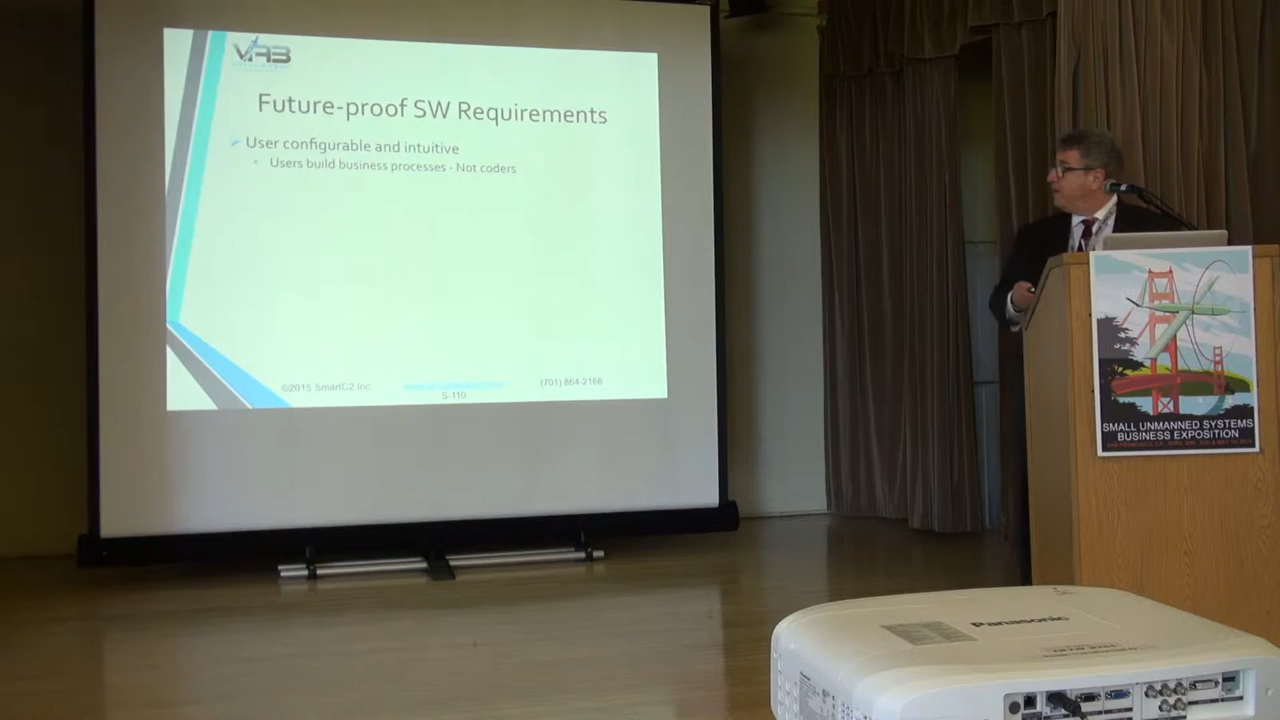 VRB
Future-proof SW Requirements
User configurable and intuitive
Users build business processes - Not coders
©2015 SmartC2 Inc
(701) 864-2166
S-110
SMALL UNMANNED SYSTEMS
BUSINESS EXPOSITION
Panasonic